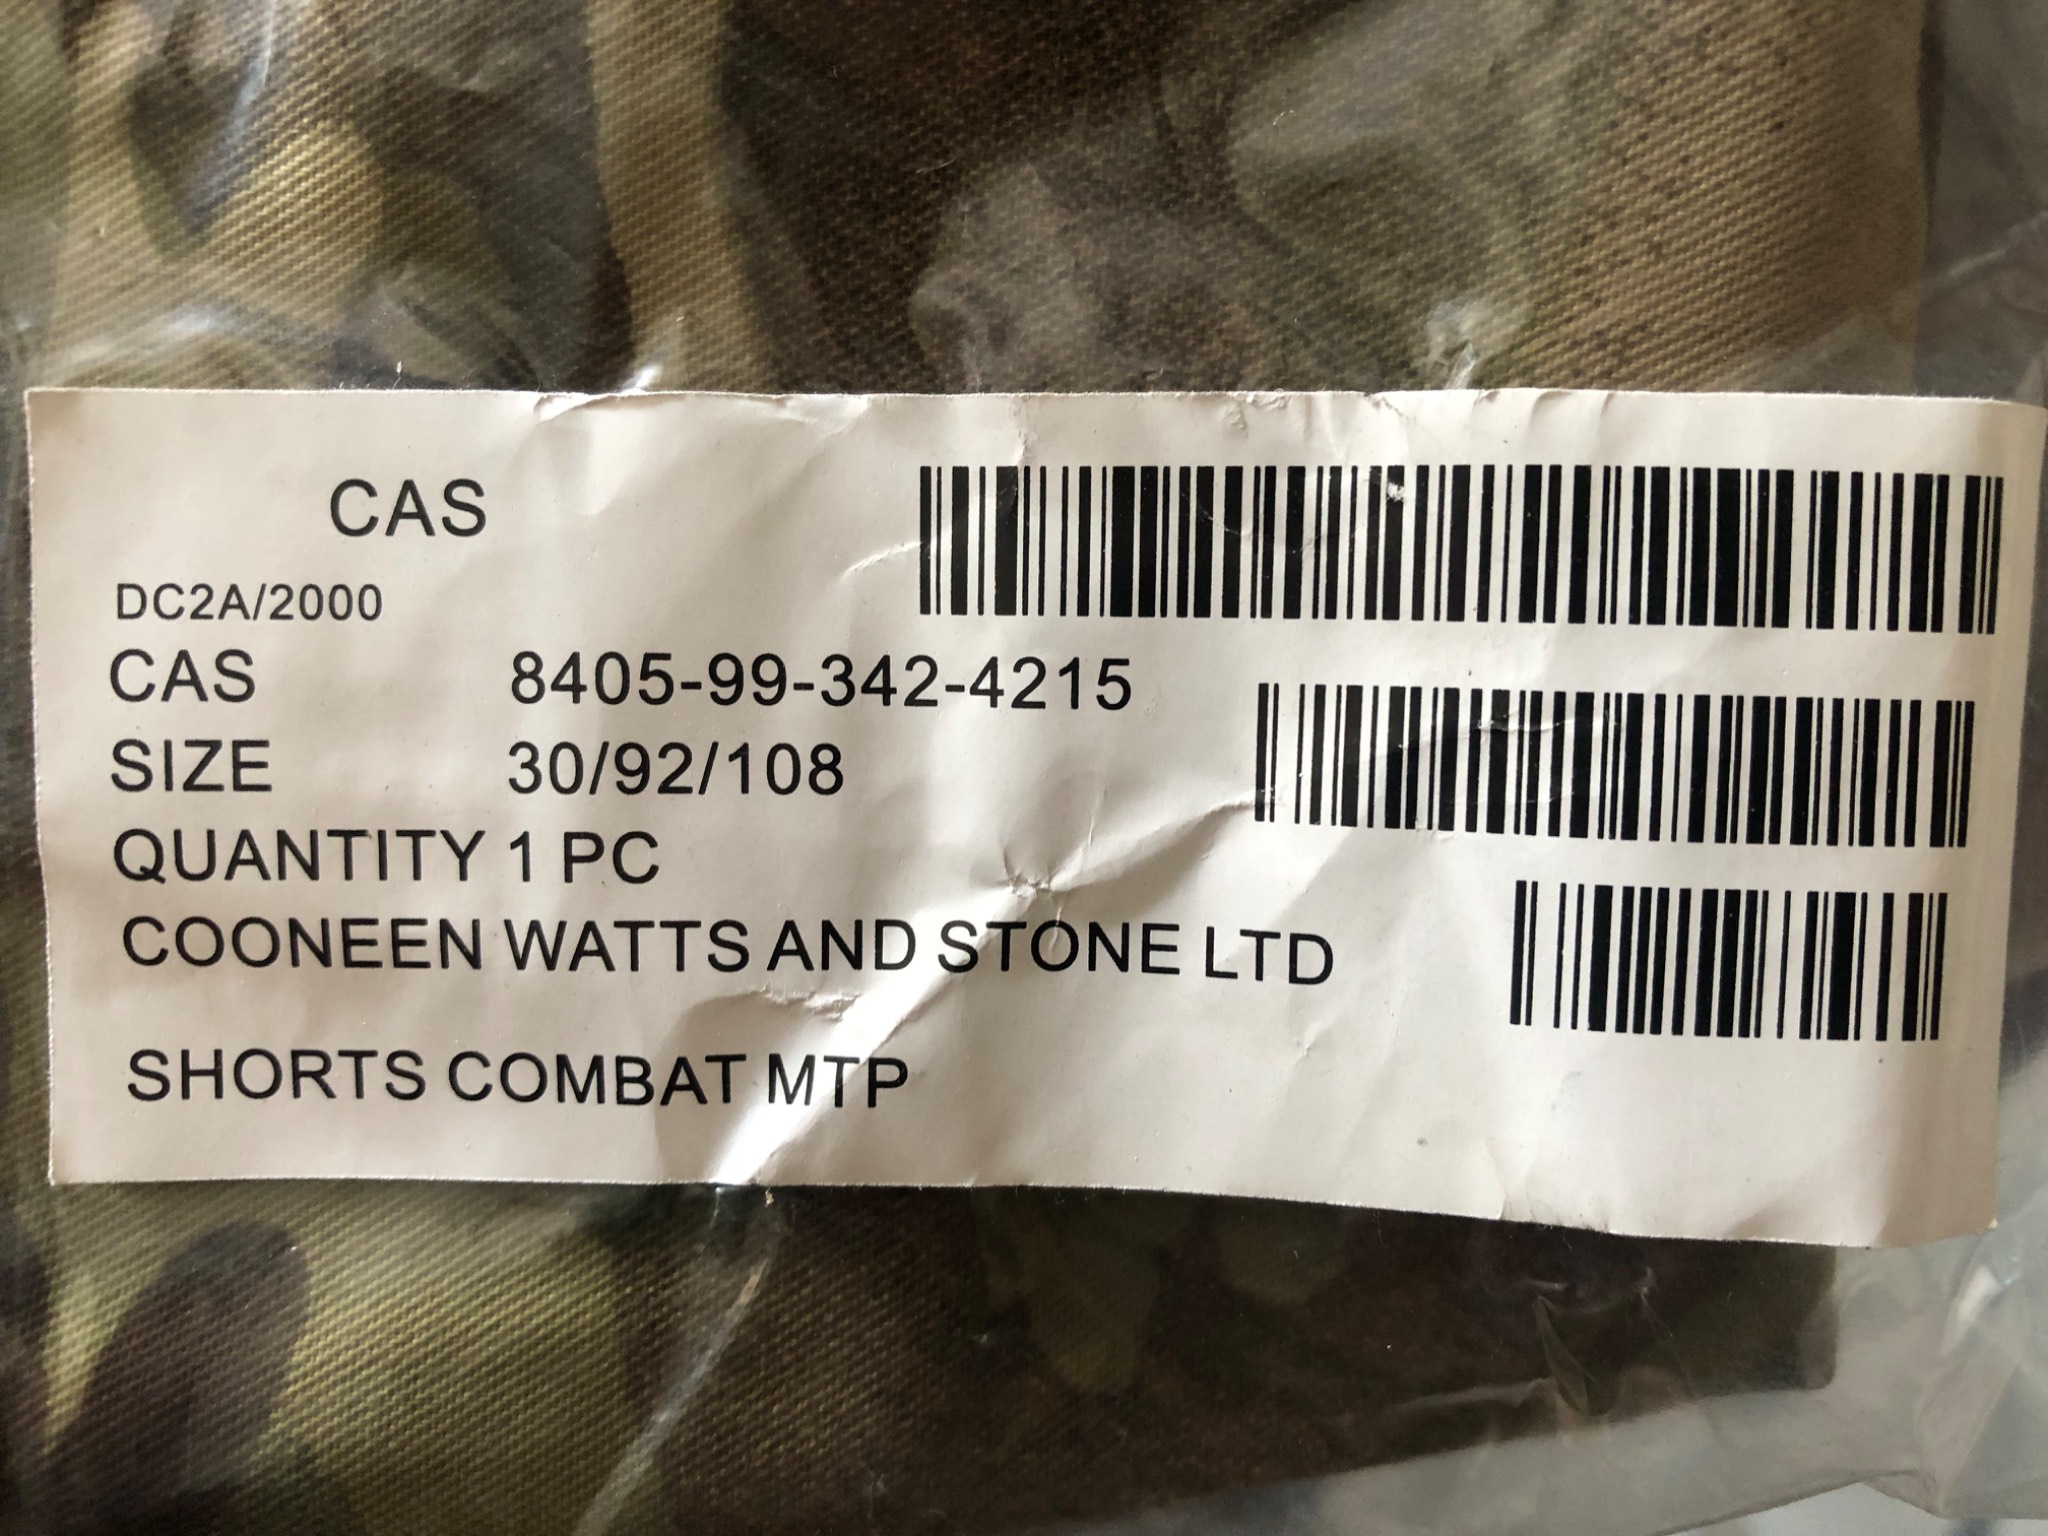 CAS
DC2A/2000
CAS 8405-99-342-4215
SIZE 30/92/108
QUANTITY 1 PC
COONEEN WATTS AND STONE LTD
SHORTS COMBAT MTP